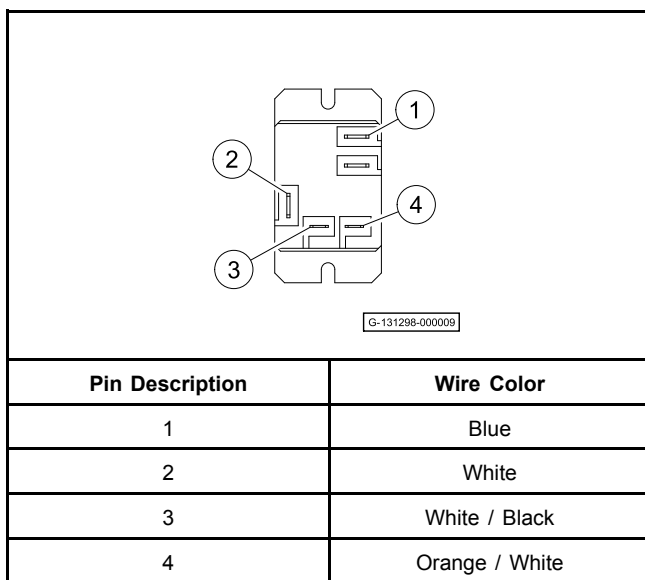 1
2
4
3
G-131298-000009
Pin Description Wire Color
1 Blue
2 White
3 White / Black
4 Orange / White